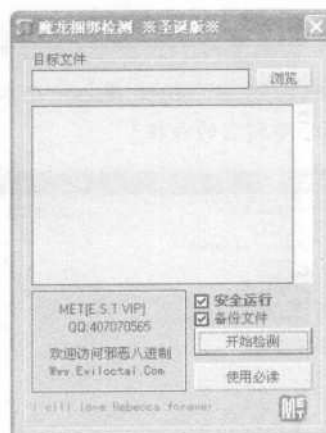 魔龙捆绑检测 ※圣诞版※
目标文件
浏览
MET[E.S.T VIP]
QQ:407070565
欢迎访问邪恶八进制
Www.Eviloctal.Com
安全运行
备份文件
开始检测
使用必读
love Rebecca forever
MET